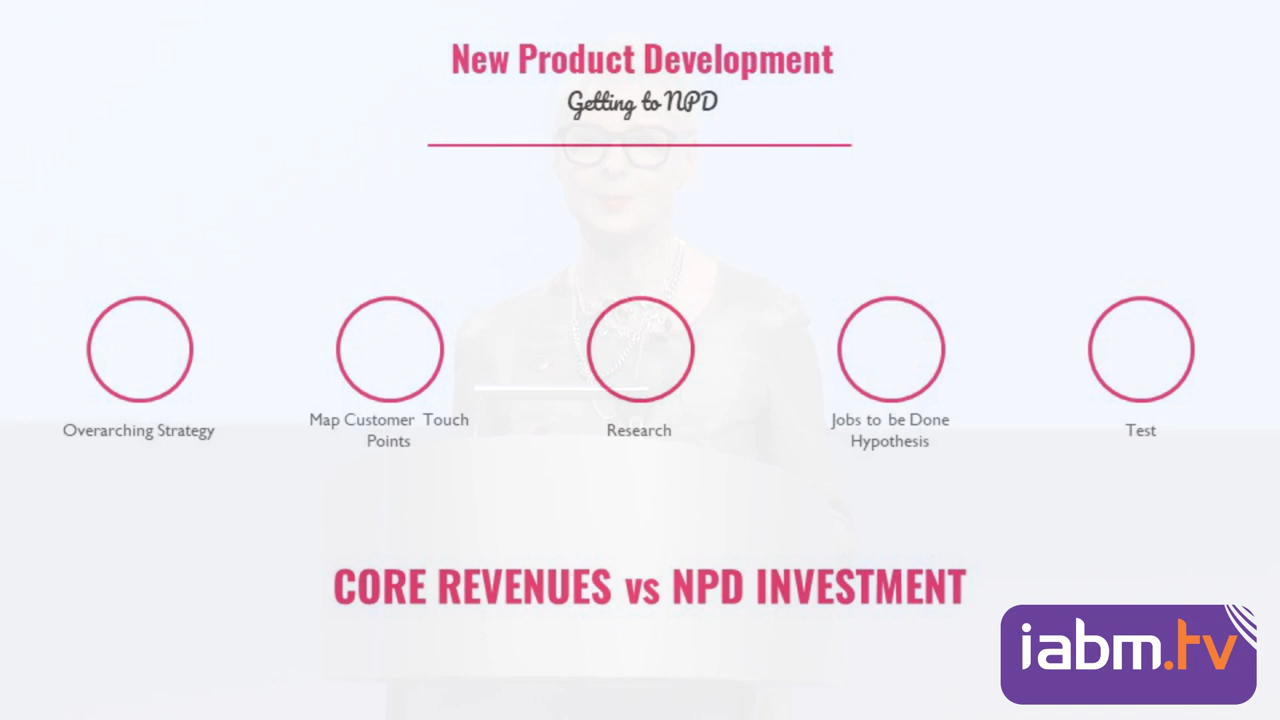 New Product Development
Getting to NPD
Overarching Strategy
Map Customer Touch
Points
Research
Jobs to be Done
Hypothesis
Test
CORE REVENUES vs NPD INVESTMENT
iabm.tv